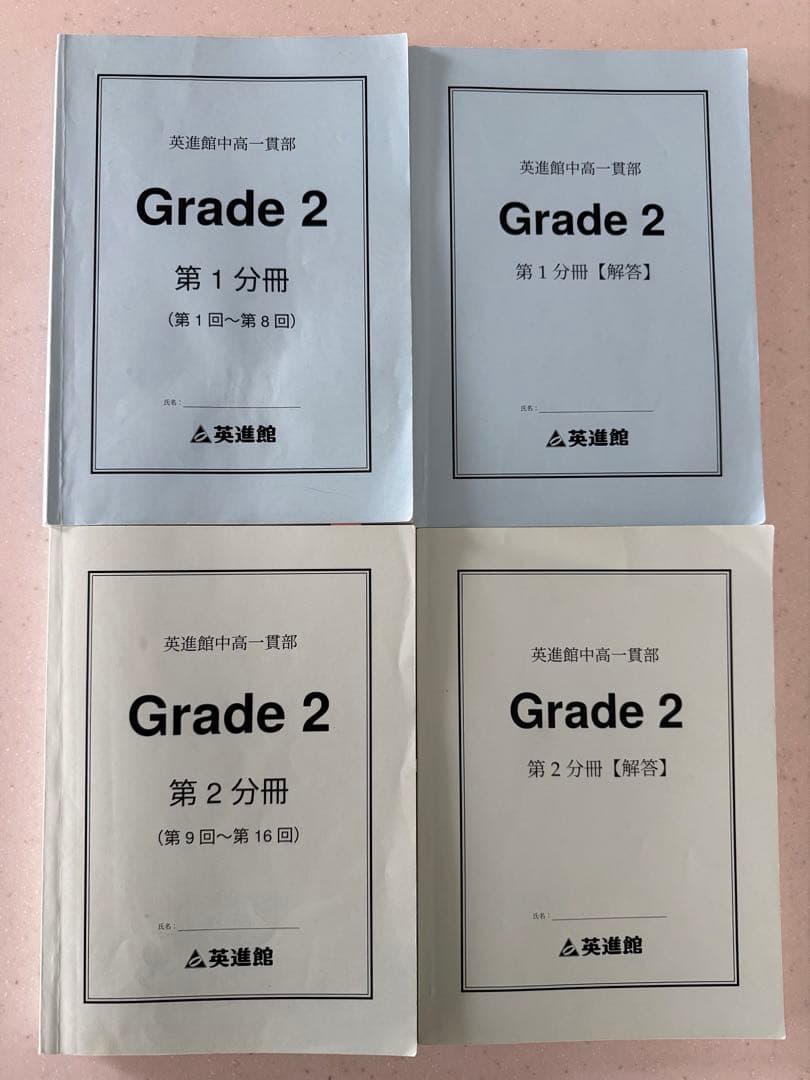 英進館中高一貫部
Grade 2
第1分冊
(第1回〜第8回)
氏名:
英進館
英進館中高一貫部
Grade 2
第1分冊【解答】
氏名:
英進館
英進館中高一貫部
Grade 2
第2分冊
(第9回〜第16回)
氏名:
英進館
英進館中高一貫部
Grade 2
第2分冊【解答】
氏名:
英進館